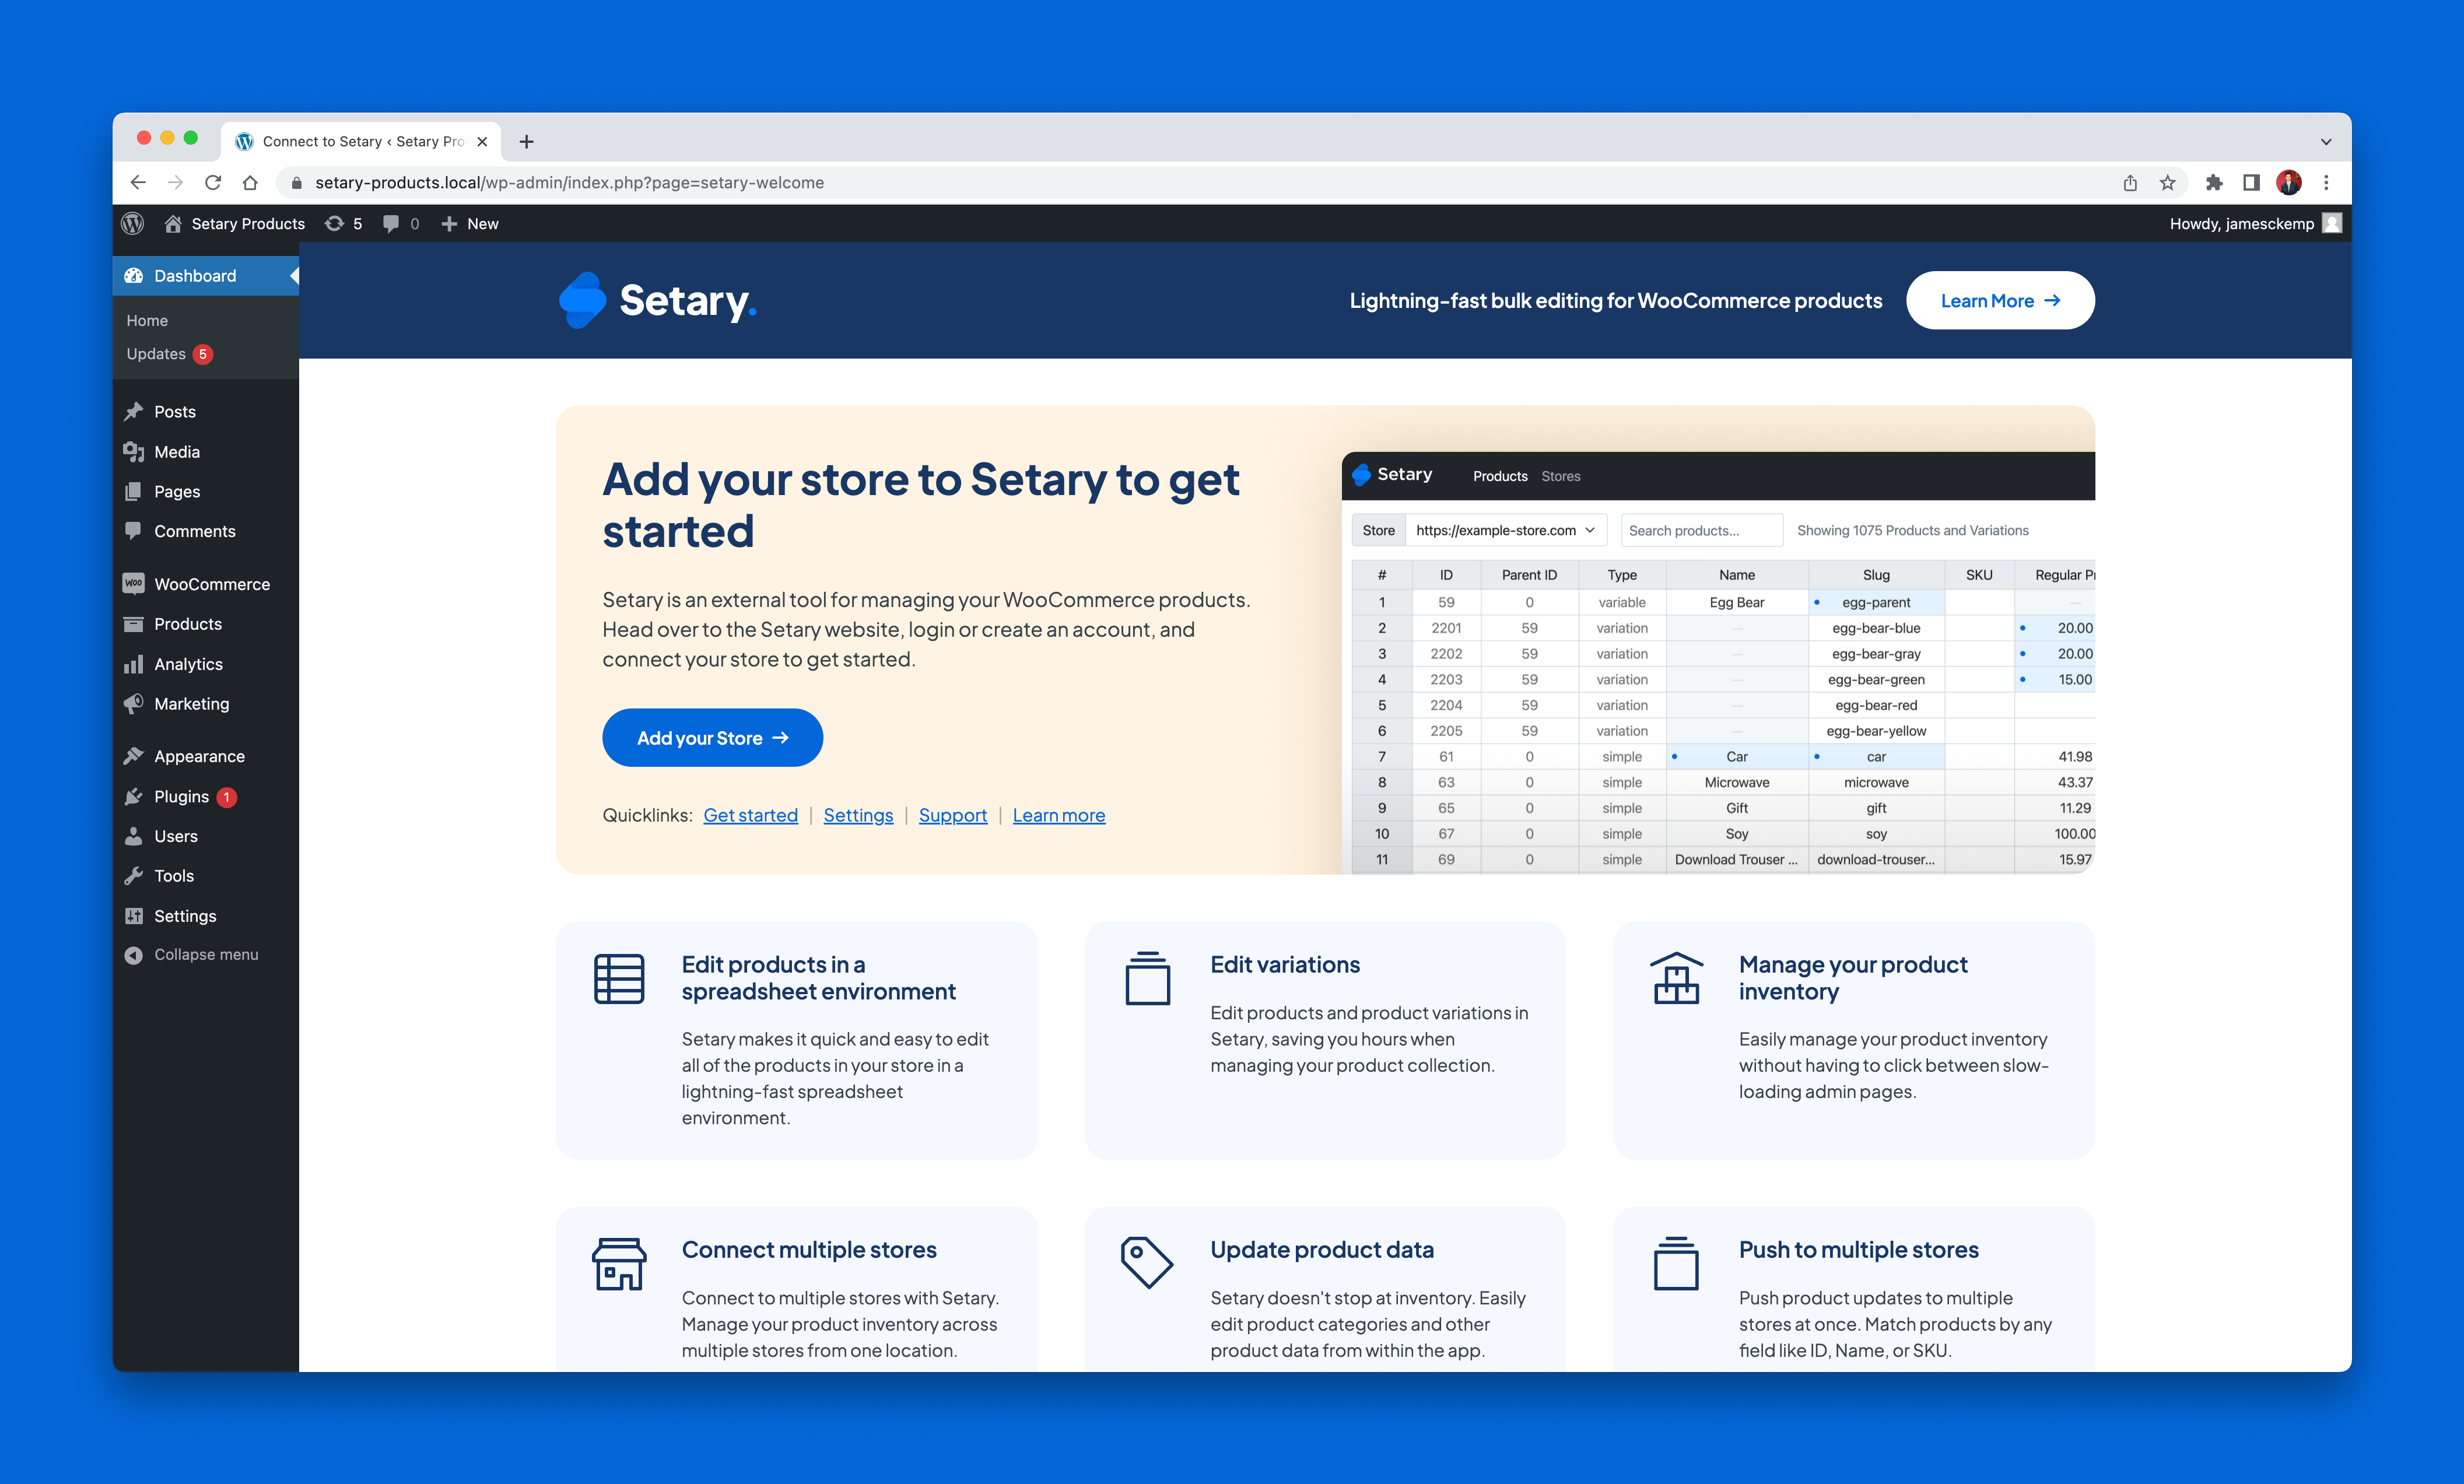 Connect to Setary ‹ Setary Pro
setary-products.local/wp-admin/index.php?page=setary-welcome
Setary Products 5 0 New
Howdy, jamesckemp
Dashboard
Home
Updates 5
Posts
Media
Pages
Comments
WooCommerce
Products
Analytics
Marketing
Appearance
Plugins 1
Users
Tools
Settings
Collapse menu
Setary.
Lightning-fast bulk editing for WooCommerce products
Learn More →
Add your store to Setary to get
started
Setary is an external tool for managing your WooCommerce products.
Head over to the Setary website, login or create an account, and
connect your store to get started.
Add your Store →
Quicklinks: Get started | Settings | Support | Learn more
Setary Products Stores
Store https://example-store.com Search products... Showing 1075 Products and Variations
# ID Parent ID Type Name Slug SKU Regular Pr
1 59 0 variable Egg Bear egg-parent —
2 2201 59 variation — egg-bear-blue 20.00
3 2202 59 variation — egg-bear-gray 20.00
4 2203 59 variation — egg-bear-green 15.00
5 2204 59 variation — egg-bear-red
6 2205 59 variation — egg-bear-yellow
7 61 0 simple Car car 41.98
8 63 0 simple Microwave microwave 43.37
9 65 0 simple Gift gift 11.29
10 67 0 simple Soy soy 100.00
11 69 0 simple Download Trouser ... download-trouser... 15.97
Edit products in a
spreadsheet environment
Setary makes it quick and easy to edit
all of the products in your store in a
lightning-fast spreadsheet
environment.
Edit variations
Edit products and product variations in
Setary, saving you hours when
managing your product collection.
Manage your product
inventory
Easily manage your product inventory
without having to click between slow-
loading admin pages.
Connect multiple stores
Connect to multiple stores with Setary.
Manage your product inventory across
multiple stores from one location.
Update product data
Setary doesn't stop at inventory. Easily
edit product categories and other
product data from within the app.
Push to multiple stores
Push product updates to multiple
stores at once. Match products by any
field like ID, Name, or SKU.